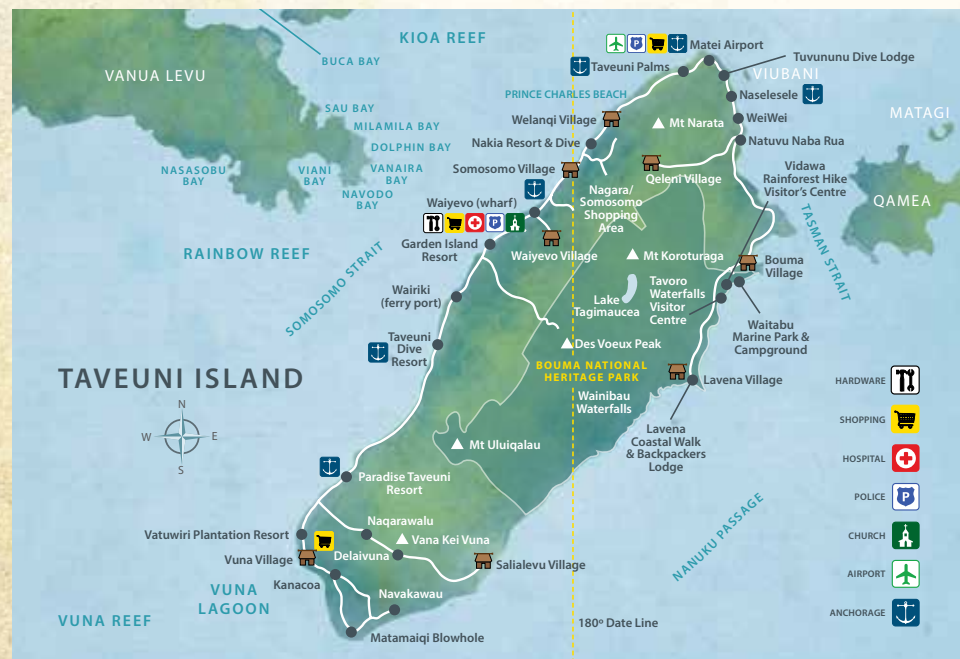 KIOA REEF
BUCA BAY
VANUA LEVU
SAU BAY
MILAMILA BAY
DOLPHIN BAY
NASASOBU
BAY
VIANI
BAY
VANAIRA
BAY
NAVODO
BAY
RAINBOW REEF
SOMOSOMO STRAIT
PRINCE CHARLES BEACH
Matei Airport
Taveuni Palms
Tuvununu Dive Lodge
VIUBANI
Naselesele
WeiWei
MATAGI
Welanqi Village
Mt Narata
Nakia Resort & Dive
Natuvu Naba Rua
Somosomo Village
Qeleni Village
Vidawa
Rainforest Hike
Visitor's Centre
QAMEA
TASMAN STRAIT
Nagara/
Somosomo
Shopping
Area
Waiyevo (wharf)
Garden Island
Resort
Waiyevo Village
Mt Koroturaga
Bouma
Village
Wairiki
(ferry port)
Lake
Tagimaucea
Tavoro
Waterfalls
Visitor
Centre
Waitabu
Marine Park &
Campground
Taveuni
Dive
Resort
Des Voeux Peak
BOUMA NATIONAL
HERITAGE PARK
Wainibau
Waterfalls
Lavena Village
Lavena
Coastal Walk
& Backpackers
Lodge
TAVEUNI ISLAND
N
W
E
S
Mt Uluiqalau
Paradise Taveuni
Resort
Vatuwiri Plantation Resort
Naqarawalu
Vana Kei Vuna
Vuna Village
Delaivuna
Salialevu Village
Kanacoa
Navakawau
VUNA
LAGOON
VUNA REEF
Matamaiqi Blowhole
180º Date Line
NANUKU PASSAGE
HARDWARE
SHOPPING
HOSPITAL
POLICE
P
CHURCH
AIRPORT
ANCHORAGE